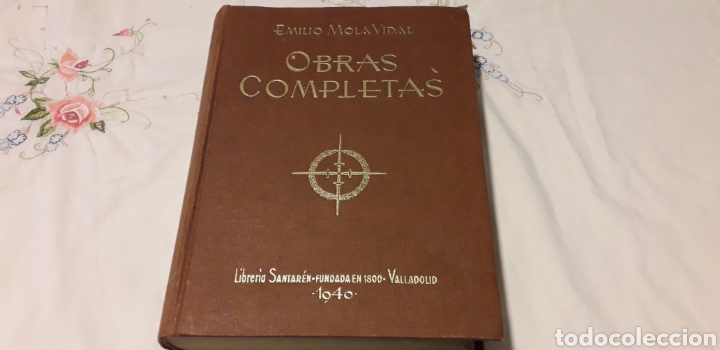 EMILIO MOLA VIDAL
OBRAS
COMPLETAS
Librería SANTARÉN-FUNDADA EN 1800-VALLADOLID
·1940·
todocoleccion